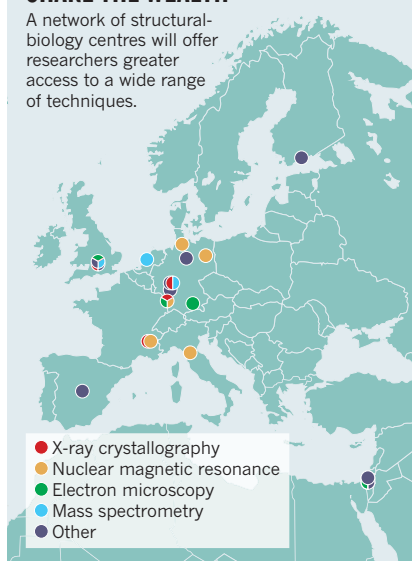 A network of structural-
biology centres will offer
researchers greater
access to a wide range
of techniques.
X-ray crystallography
Nuclear magnetic resonance
Electron microscopy
Mass spectrometry
Other